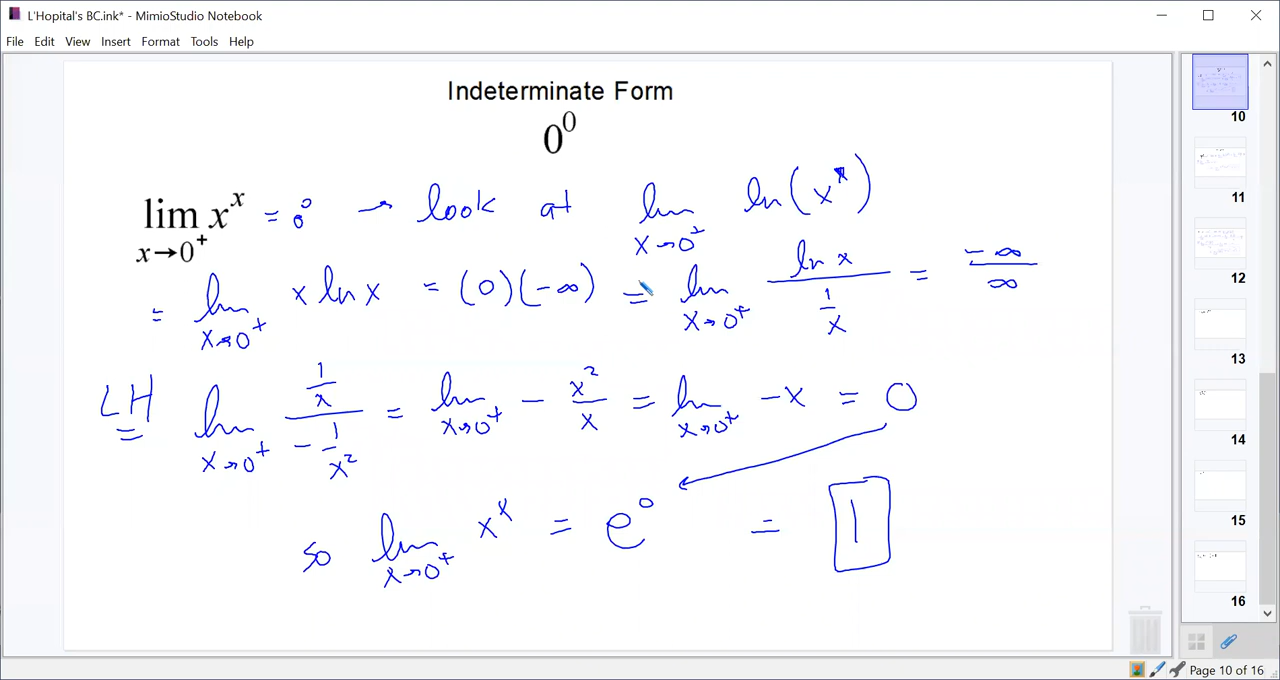 L'Hopital's BC.ink* - MimioStudio Notebook
File Edit View Insert Format Tools Help
Indeterminate Form
0^0
lim x→0⁺ x^x = 0^0 → look at lim x→0⁺ ln(x^x)
= lim x→0⁺ x ln x = (0)(-∞) = lim x→0⁺ (ln x)/(1/x) = (-∞)/∞
LH = lim x→0⁺ (1/x)/(-1/x²) = lim x→0⁺ - x²/x = lim x→0⁺ -x = 0
so lim x→0⁺ x^x = e^0 = 1
10
11
12
13
14
15
16
Page 10 of 16